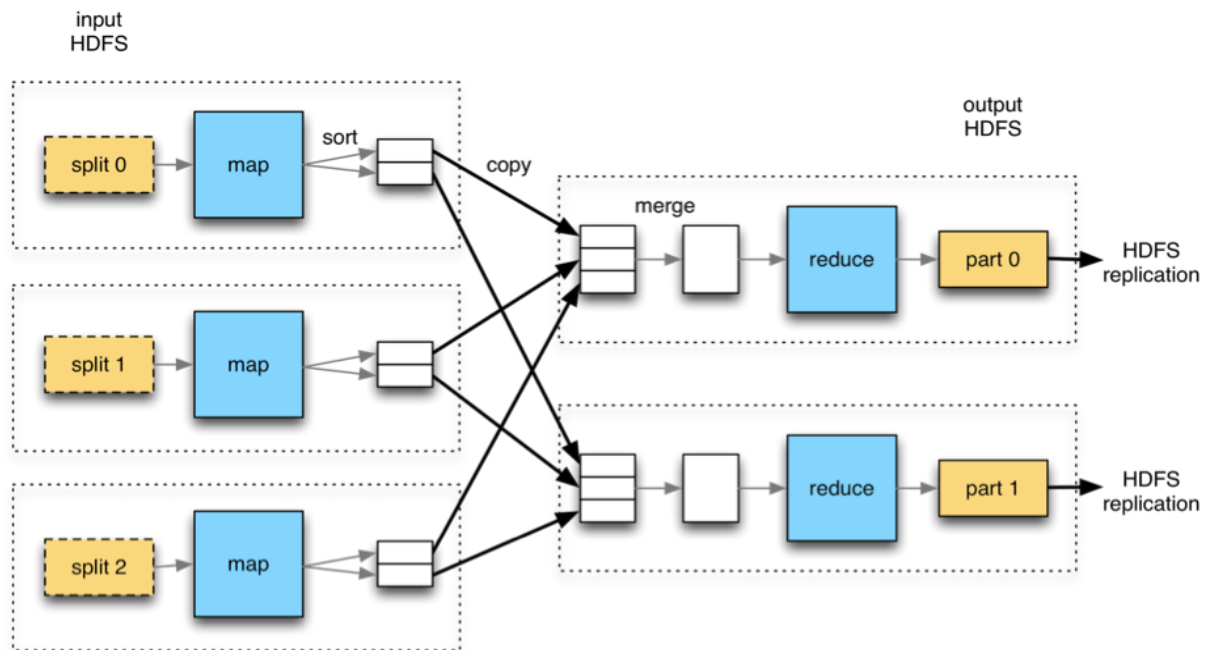 input
HDFS
split 0
map
sort
copy
split 1
map
split 2
map
output
HDFS
merge
reduce
part 0
HDFS
replication
reduce
part 1
HDFS
replication